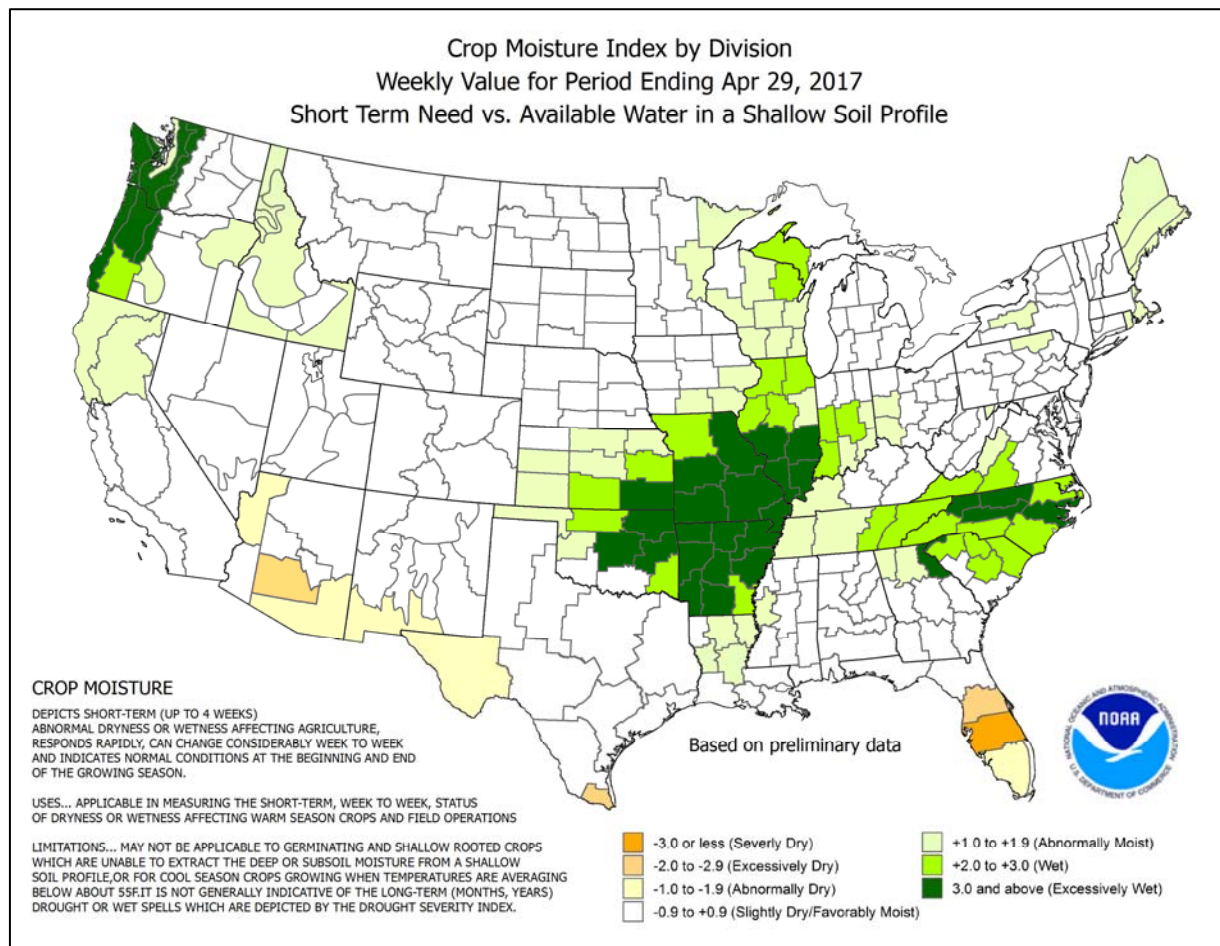 Crop Moisture Index by Division
Weekly Value for Period Ending Apr 29, 2017
Short Term Need vs. Available Water in a Shallow Soil Profile
CROP MOISTURE
DEPICTS SHORT-TERM (UP TO 4 WEEKS)
ABNORMAL DRYNESS OR WETNESS AFFECTING AGRICULTURE,
RESPONDS RAPIDLY, CAN CHANGE CONSIDERABLY WEEK TO WEEK
AND INDICATES NORMAL CONDITIONS AT THE BEGINNING AND END
OF THE GROWING SEASON.
USES... APPLICABLE IN MEASURING THE SHORT-TERM, WEEK TO WEEK, STATUS
OF DRYNESS OR WETNESS AFFECTING WARM SEASON CROPS AND FIELD OPERATIONS
LIMITATIONS... MAY NOT BE APPLICABLE TO GERMINATING AND SHALLOW ROOTED CROPS
WHICH ARE UNABLE TO EXTRACT THE DEEP OR SUBSOIL MOISTURE FROM A SHALLOW
SOIL PROFILE,OR FOR COOL SEASON CROPS GROWING WHEN TEMPERATURES ARE AVERAGING
BELOW ABOUT 55F.IT IS NOT GENERALLY INDICATIVE OF THE LONG-TERM (MONTHS, YEARS)
DROUGHT OR WET SPELLS WHICH ARE DEPICTED BY THE DROUGHT SEVERITY INDEX.
Based on preliminary data
NATIONAL OCEANIC AND ATMOSPHERIC ADMINISTRATION
NOAA
U.S. DEPARTMENT OF COMMERCE
-3.0 or less (Severly Dry)
-2.0 to -2.9 (Excessively Dry)
-1.0 to -1.9 (Abnormally Dry)
-0.9 to +0.9 (Slightly Dry/Favorably Moist)
+1.0 to +1.9 (Abnormally Moist)
+2.0 to +3.0 (Wet)
3.0 and above (Excessively Wet)